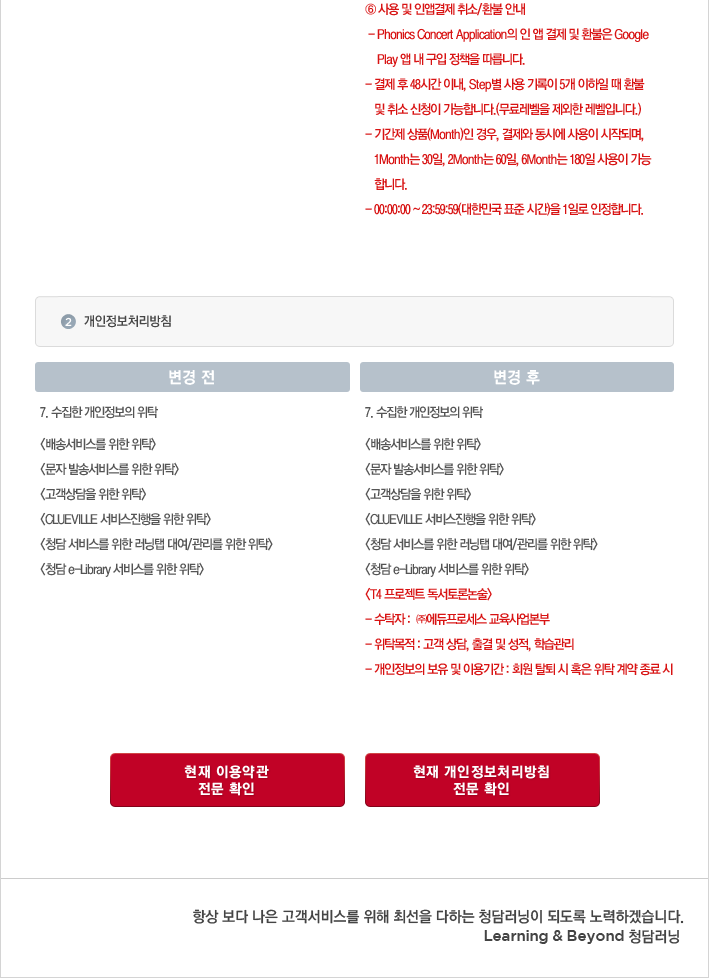 ⑥ 사용 및 인앱결제 취소/환불 안내
- Phonics Concert Application의 인 앱 결제 및 환불은 Google
Play 앱 내 구입 정책을 따릅니다.
- 결제 후 48시간 이내, Step별 사용 기록이 5개 이하일 때 환불
및 취소 신청이 가능합니다.(무료레벨을 제외한 레벨입니다.)
- 기간제 상품(Month)인 경우, 결제와 동시에 사용이 시작되며,
1Month는 30일, 2Month는 60일, 6Month는 180일 사용이 가능
합니다.
- 00:00:00 ~ 23:59:59(대한민국 표준 시간)을 1일로 인정합니다.
2 개인정보처리방침
변경 전
7. 수집한 개인정보의 위탁
<배송서비스를 위한 위탁>
<문자 발송서비스를 위한 위탁>
<고객상담을 위한 위탁>
<CLUEVILLE 서비스진행을 위한 위탁>
<청담 서비스를 위한 러닝탭 대여/관리를 위한 위탁>
<청담 e-Library 서비스를 위한 위탁>
변경 후
7. 수집한 개인정보의 위탁
<배송서비스를 위한 위탁>
<문자 발송서비스를 위한 위탁>
<고객상담을 위한 위탁>
<CLUEVILLE 서비스진행을 위한 위탁>
<청담 서비스를 위한 러닝탭 대여/관리를 위한 위탁>
<청담 e-Library 서비스를 위한 위탁>
<T4 프로젝트 독서토론논술>
- 수탁자 : ㈜에듀프로세스 교육사업본부
- 위탁목적 : 고객 상담, 출결 및 성적, 학습관리
- 개인정보의 보유 및 이용기간 : 회원 탈퇴 시 혹은 위탁 계약 종료 시
현재 이용약관
전문 확인
현재 개인정보처리방침
전문 확인
항상 보다 나은 고객서비스를 위해 최선을 다하는 청담러닝이 되도록 노력하겠습니다.
Learning & Beyond 청담러닝